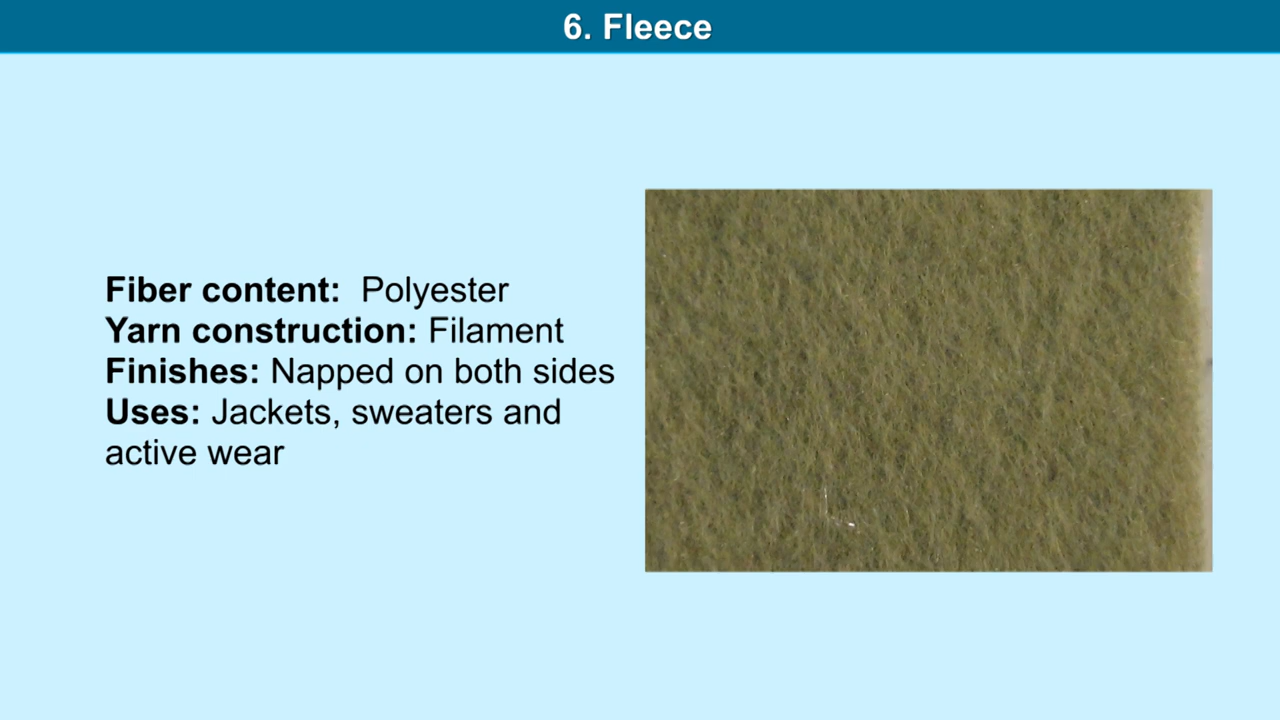 6. Fleece
Fiber content: Polyester
Yarn construction: Filament
Finishes: Napped on both sides
Uses: Jackets, sweaters and
active wear